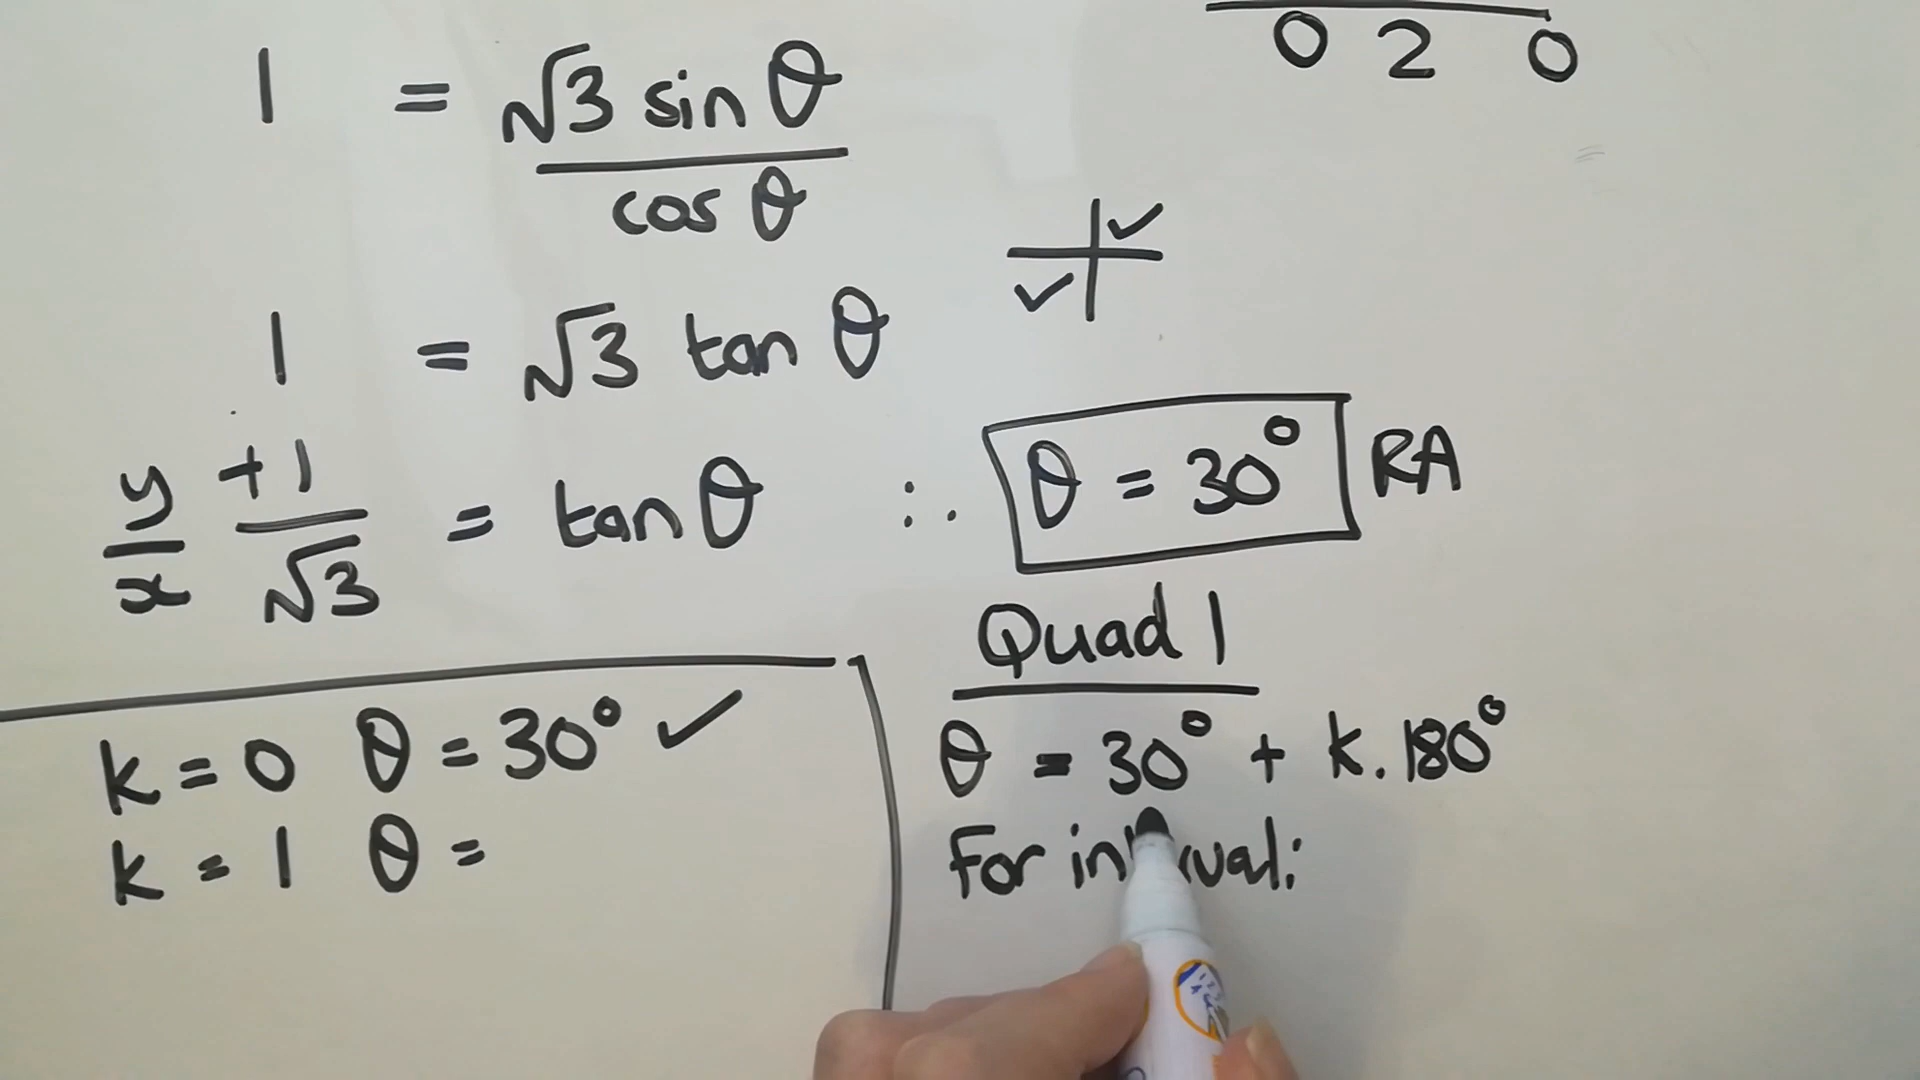 0 2 0
1 = √3 sin θ
cos θ
1 = √3 tan θ
y/x +1/√3 = tan θ ∴ θ = 30° RA
Quad 1
k = 0 θ = 30° ✓
θ = 30° + k.180°
k = 1 θ =
For